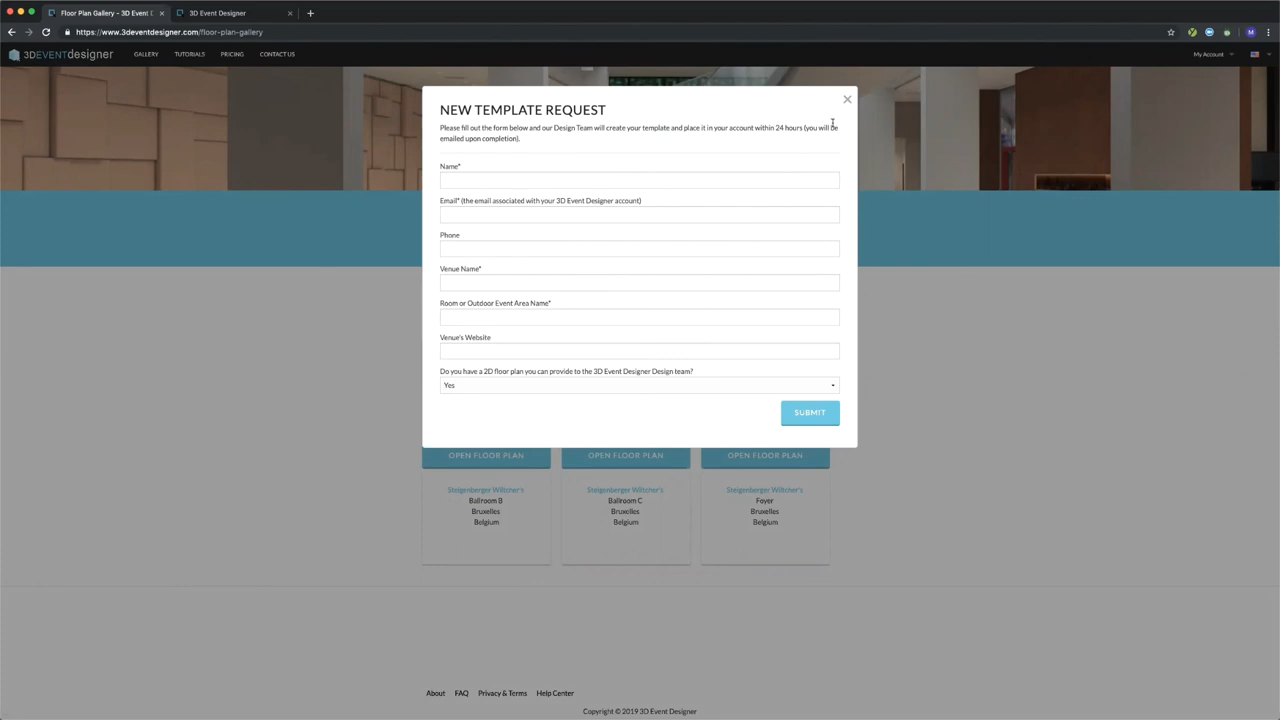 Floor Plan Gallery – 3D Event D
3D Event Designer
https://www.3deventdesigner.com/floor-plan-gallery
M
3DEVENTdesigner
GALLERY
TUTORIALS
PRICING
CONTACT US
My Account
NEW TEMPLATE REQUEST
Please fill out the form below and our Design Team will create your template and place it in your account within 24 hours (you will be
emailed upon completion).
Name*
Email* (the email associated with your 3D Event Designer account)
Phone
Venue Name*
Room or Outdoor Event Area Name*
Venue's Website
Do you have a 2D floor plan you can provide to the 3D Event Designer Design team?
Yes
SUBMIT
OPEN FLOOR PLAN
OPEN FLOOR PLAN
OPEN FLOOR PLAN
Steigenberger Wiltcher's
Ballroom B
Bruxelles
Belgium
Steigenberger Wiltcher's
Ballroom C
Bruxelles
Belgium
Steigenberger Wiltcher's
Foyer
Bruxelles
Belgium
About
FAQ
Privacy & Terms
Help Center
Copyright © 2019 3D Event Designer